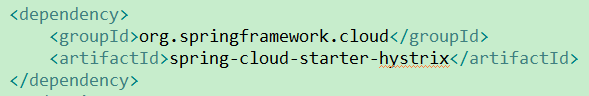 <dependency>
    <groupId>org.springframework.cloud</groupId>
    <artifactId>spring-cloud-starter-hystrix</artifactId>
</dependency>